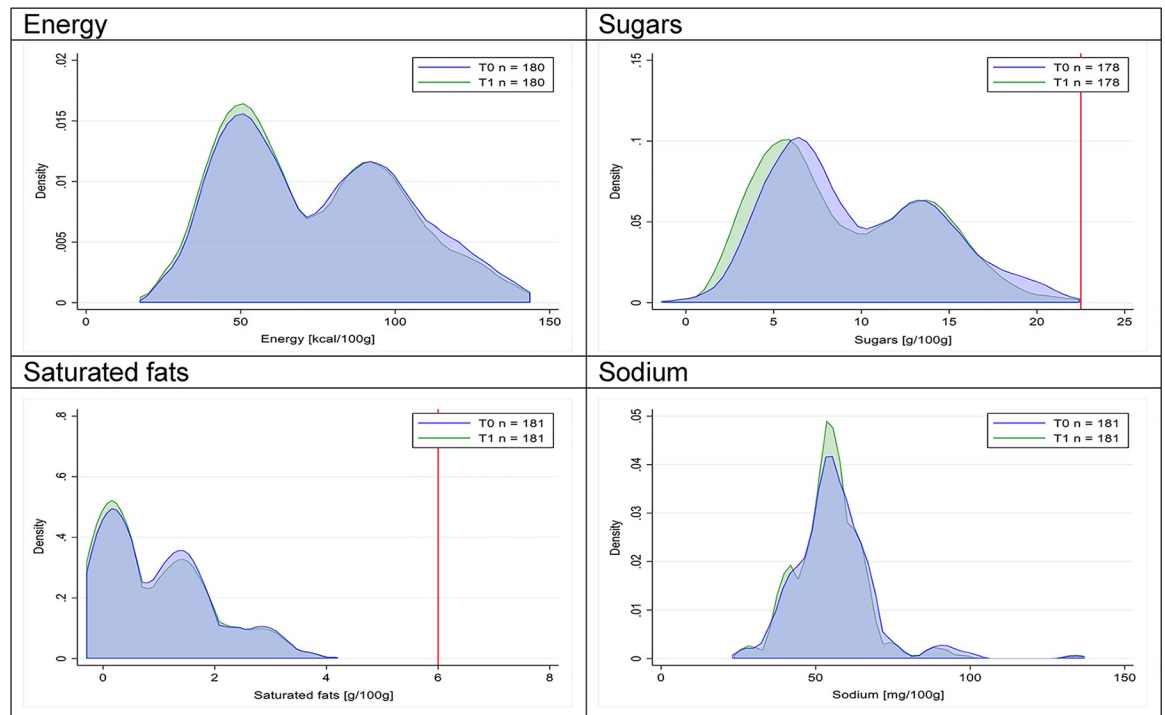 Energy
.02
.015
.01
.005
0
Density
T0 n = 180
T1 n = 180
0 50 100 150
Energy [kcal/100g]
Sugars
.15
.1
.05
0
Density
T0 n = 178
T1 n = 178
0 5 10 15 20 25
Sugars [g/100g]
Saturated fats
.8
.6
.4
.2
0
Density
T0 n = 181
T1 n = 181
0 2 4 6 8
Saturated fats [g/100g]
Sodium
.05
.04
.03
.02
.01
0
Density
T0 n = 181
T1 n = 181
0 50 100 150
Sodium [mg/100g]